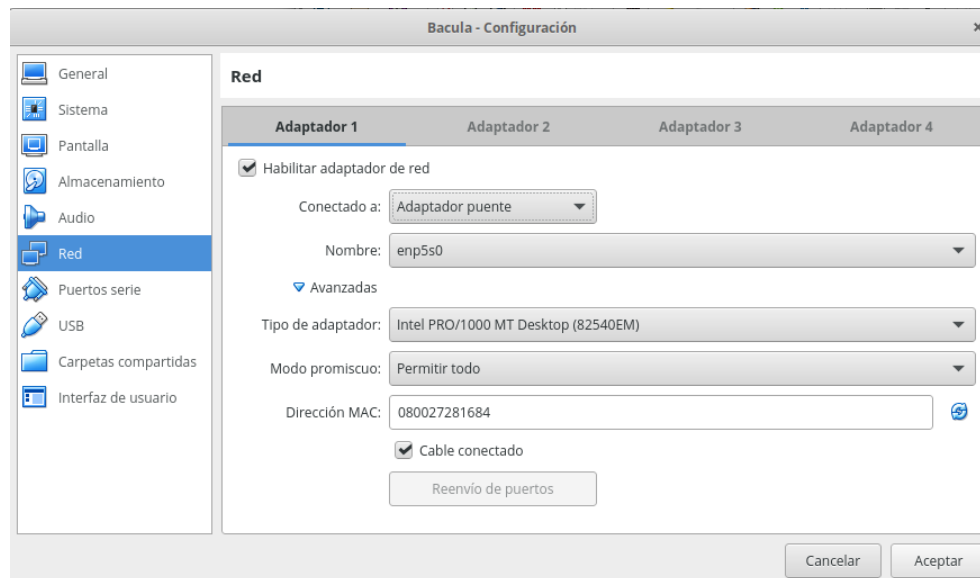 Bacula - Configuración
General
Sistema
Pantalla
Almacenamiento
Audio
Red
Puertos serie
USB
Carpetas compartidas
Interfaz de usuario
Red
Adaptador 1 Adaptador 2 Adaptador 3 Adaptador 4
Habilitar adaptador de red
Conectado a: Adaptador puente
Nombre: enp5s0
Avanzadas
Tipo de adaptador: Intel PRO/1000 MT Desktop (82540EM)
Modo promiscuo: Permitir todo
Dirección MAC: 080027281684
Cable conectado
Reenvío de puertos
Cancelar Aceptar